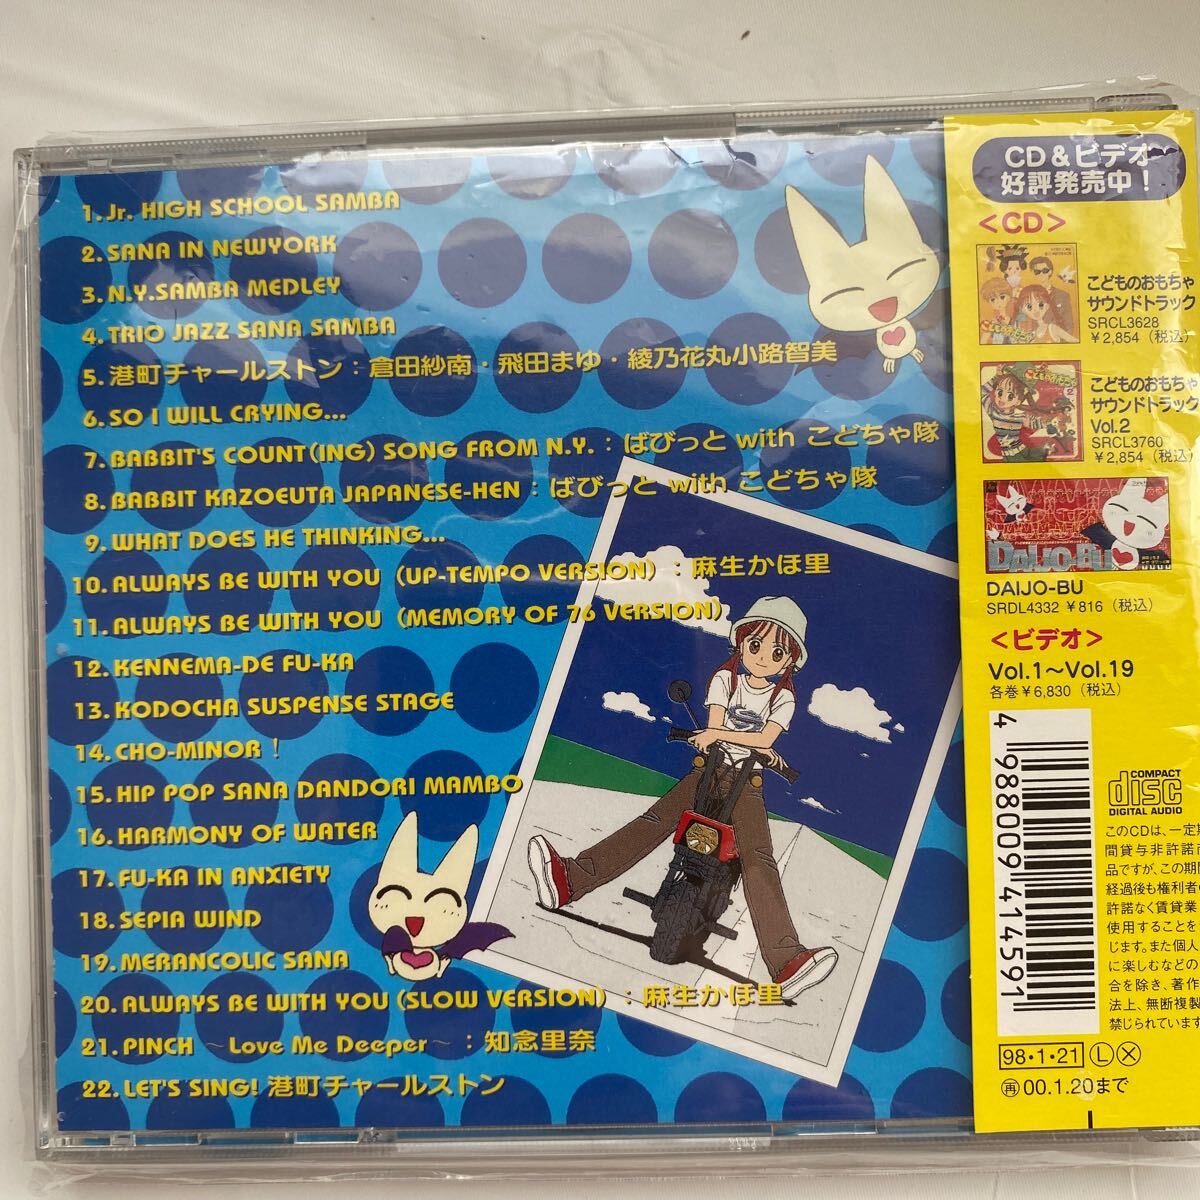 1. Jr. HIGH SCHOOL SAMBA
2. SANA IN NEWYORK
3. N.Y.SAMBA MEDLEY
4. TRIO JAZZ SANA SAMBA
5. 港町チャールストン : 倉田紗南・飛田まゆ・綾乃花丸小路智美
6. SO I WILL CRYING...
7. BABBIT'S COUNT(ING) SONG FROM N.Y. : ばびっと with こどちゃ隊
8. BABBIT KAZOEUTA JAPANESE-HEN : ばびっと with こどちゃ隊
9. WHAT DOES HE THINKING...
10. ALWAYS BE WITH YOU (UP-TEMPO VERSION) : 麻生かほ里
11. ALWAYS BE WITH YOU (MEMORY OF 76 VERSION)
12. KENNEMA-DE FU-KA
13. KODOCHA SUSPENSE STAGE
14. CHO-MINOR !
15. HIP POP SANA DANDORI MAMBO
16. HARMONY OF WATER
17. FU-KA IN ANXIETY
18. SEPIA WIND
19. MERANCOLIC SANA
20. ALWAYS BE WITH YOU (SLOW VERSION) : 麻生かほ里
21. PINCH ~Love Me Deeper~ : 知念里奈
22. LET'S SING! 港町チャールストン
CD & ビデオ
好評発売中!
<CD>
こどものおもちゃ
サウンドトラック
SRCL3628
¥2,854 (税込)
こどものおもちゃ
サウンドトラック
Vol.2
SRCL3760
¥2,854 (税込)
DAIJO-BU
DAIJO-BU
SRDL4332 ¥816 (税込)
<ビデオ>
Vol.1~Vol.19
各巻¥6,830 (税込)
4 988009 414591
COMPACT
disc
DIGITAL AUDIO
このCDは、一定期
間貸与非許諾商
品ですが、この期間
経過後も権利者の
許諾なく賃貸業
使用することを
じます。また個人
に楽しむなどの
合を除き、著作
法上、無断複製
禁じられています
98・1・21 L X
再 00.1.20まで